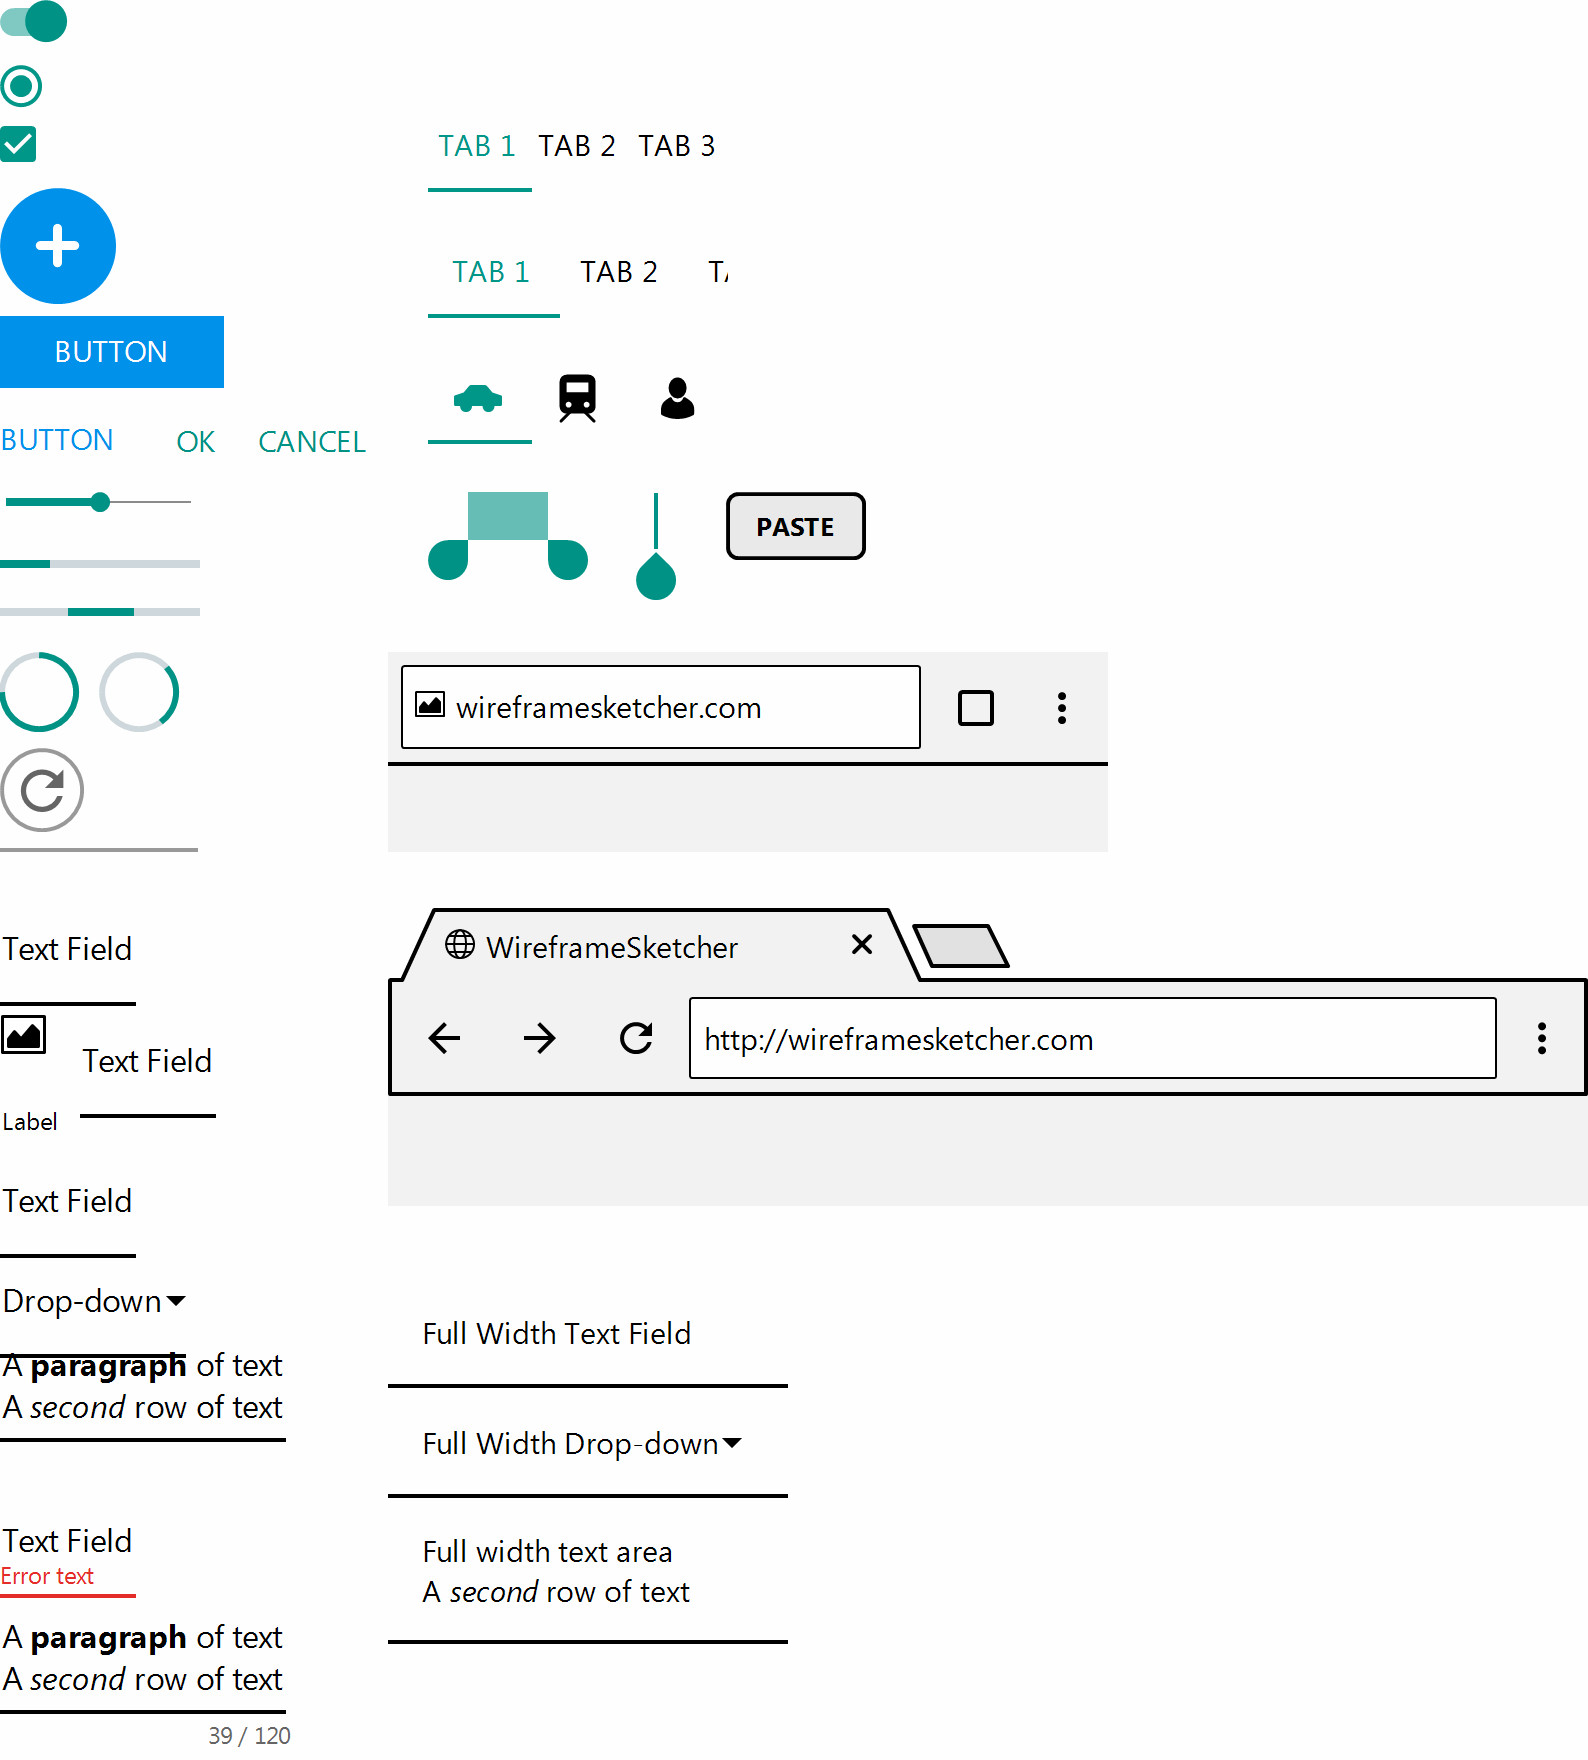 TAB 1 TAB 2 TAB 3
TAB 1 TAB 2
BUTTON
BUTTON OK CANCEL
PASTE
wireframesketcher.com
Text Field
WireframeSketcher
http://wireframesketcher.com
Text Field
Label
Text Field
Drop-down
A paragraph of text
A second row of text
Full Width Text Field
Full Width Drop-down
Text Field
Error text
Full width text area
A second row of text
A paragraph of text
A second row of text
39 / 120